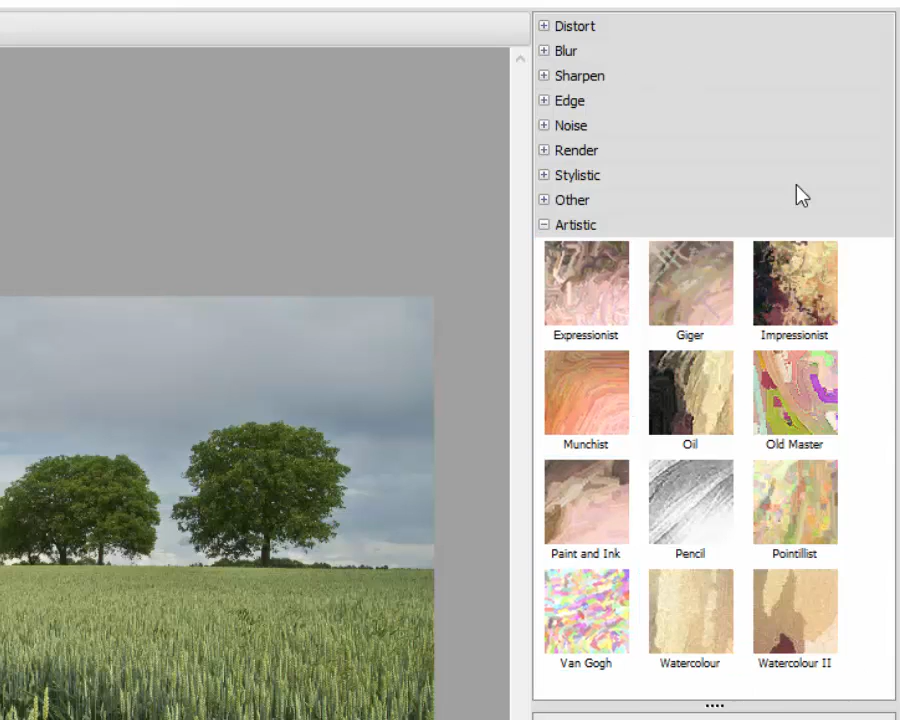 Distort
Blur
Sharpen
Edge
Noise
Render
Stylistic
Other
Artistic
Expressionist
Giger
Impressionist
Munchist
Oil
Old Master
Paint and Ink
Pencil
Pointillist
Van Gogh
Watercolour
Watercolour II